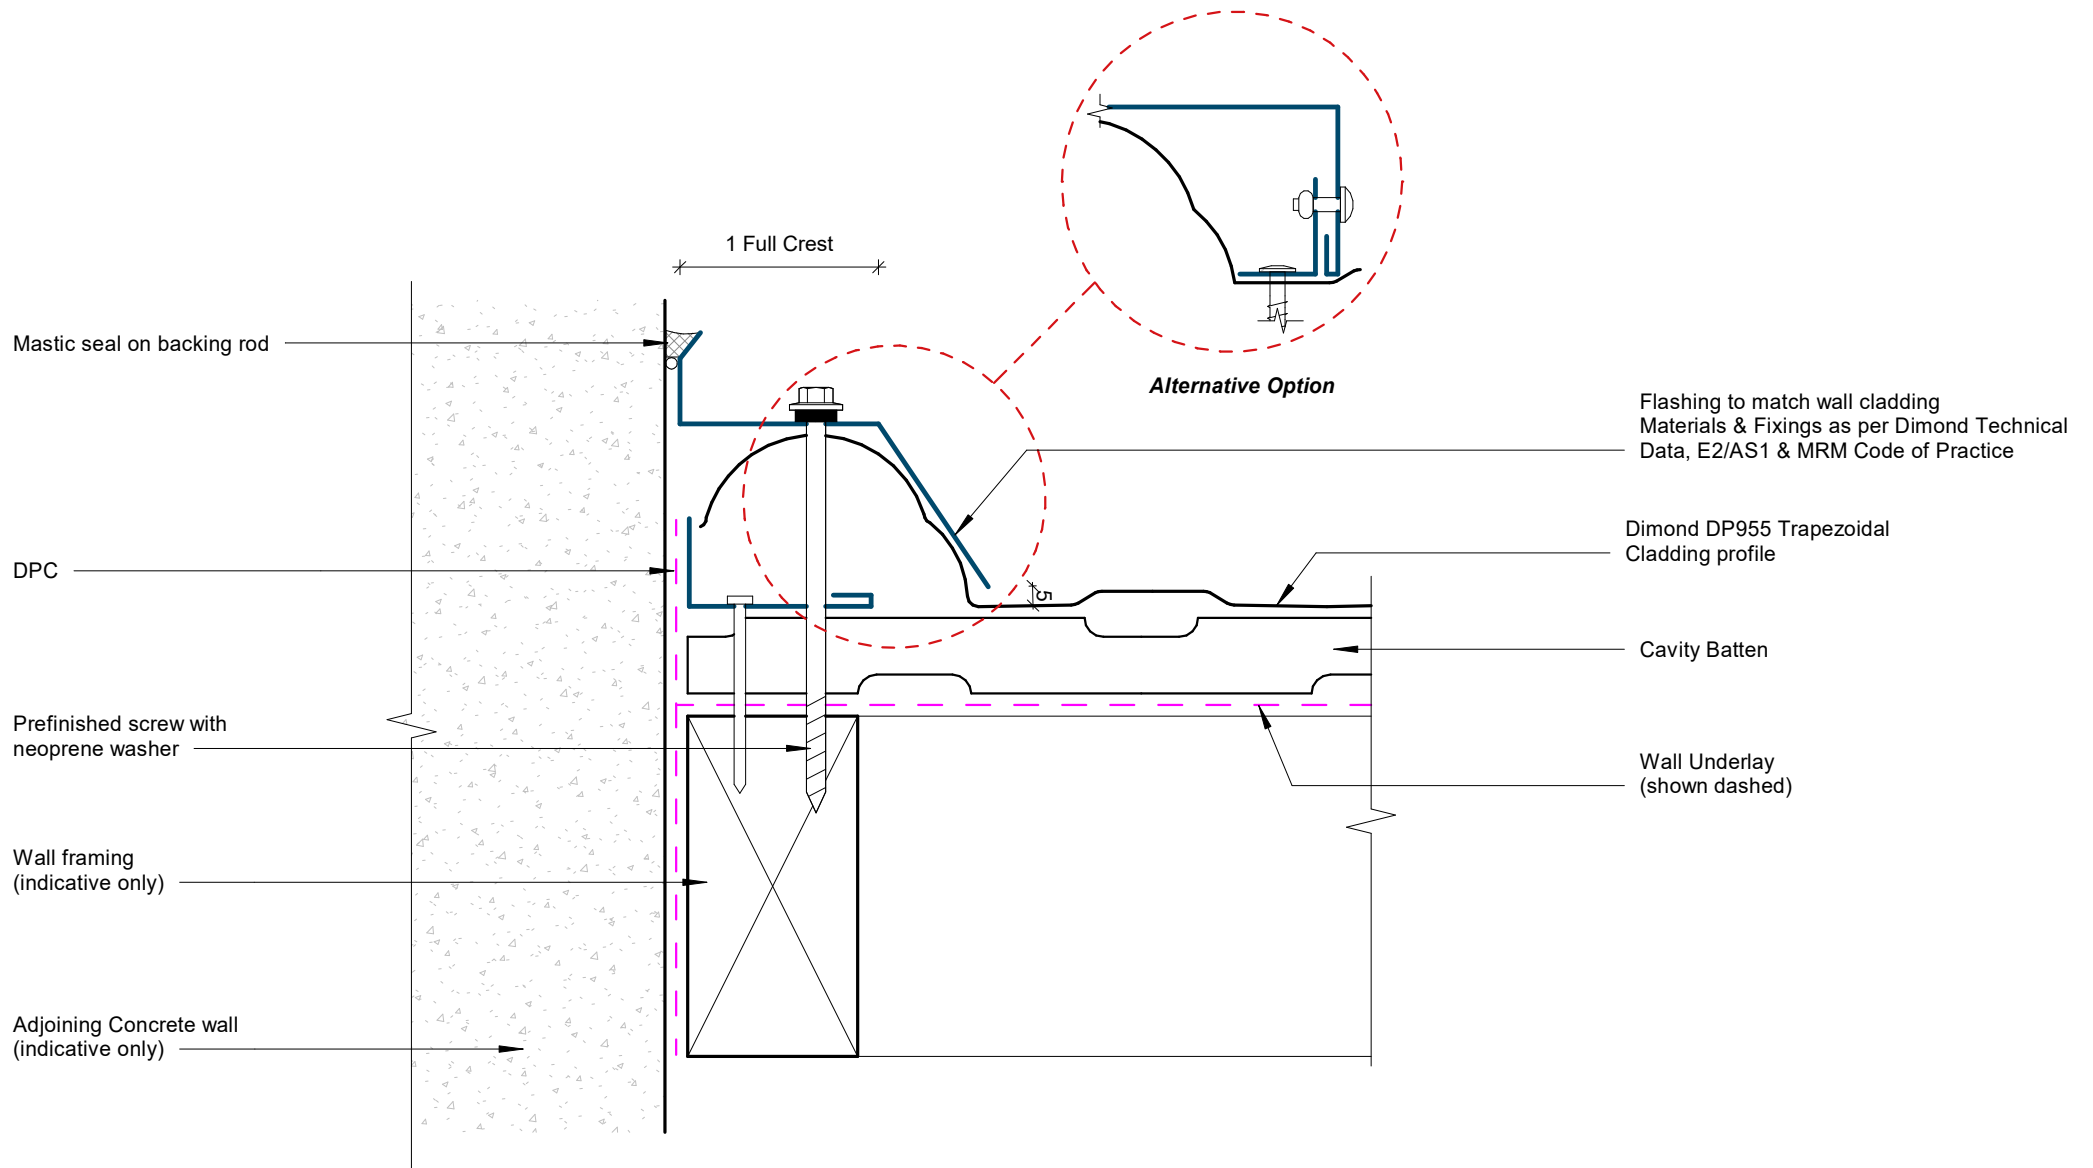 1 Full Crest
Mastic seal on backing rod
Alternative Option
Flashing to match wall cladding
Materials & Fixings as per Dimond Technical
Data, E2/AS1 & MRM Code of Practice
Dimond DP955 Trapezoidal
Cladding profile
DPC
5
Cavity Batten
Prefinished screw with
neoprene washer
Wall Underlay
(shown dashed)
Wall framing
(indicative only)
Adjoining Concrete wall
(indicative only)